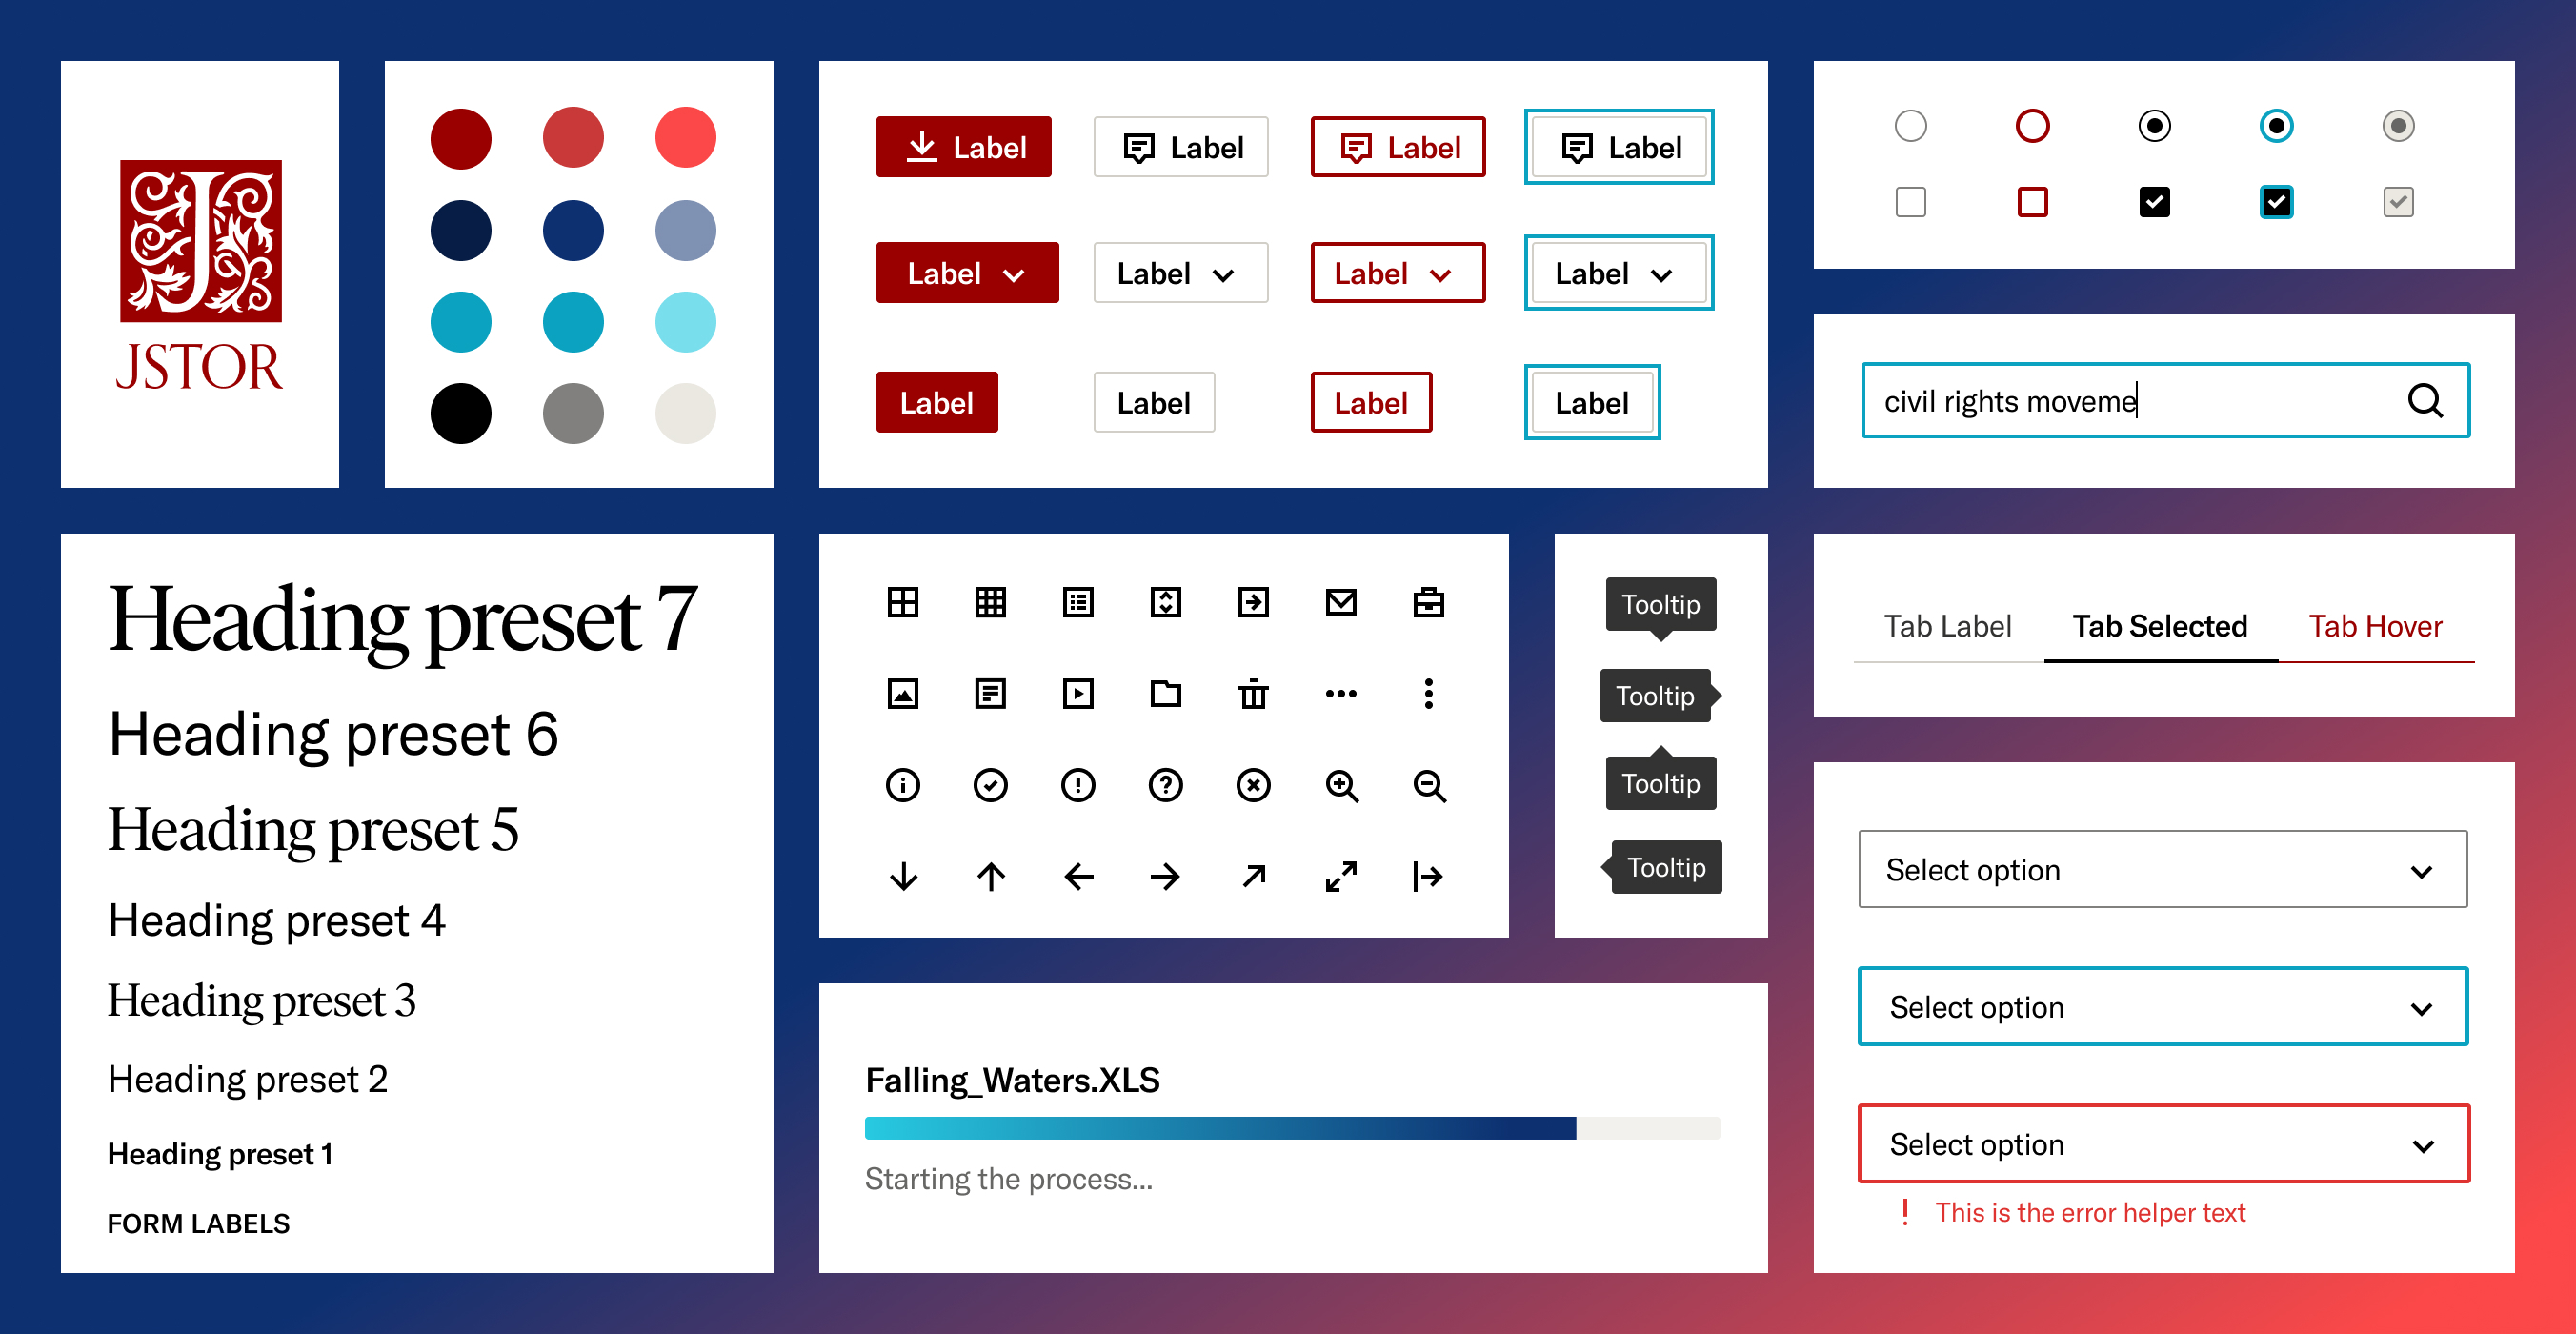 JSTOR
Label Label Label Label
Label Label Label Label
Label Label Label Label
civil rights moveme
Heading preset 7
Heading preset 6
Heading preset 5
Heading preset 4
Heading preset 3
Heading preset 2
Heading preset 1
FORM LABELS
Tooltip
Tooltip
Tooltip
Tooltip
Falling_Waters.XLS
Starting the process...
Tab Label Tab Selected Tab Hover
Select option
Select option
Select option
! This is the error helper text